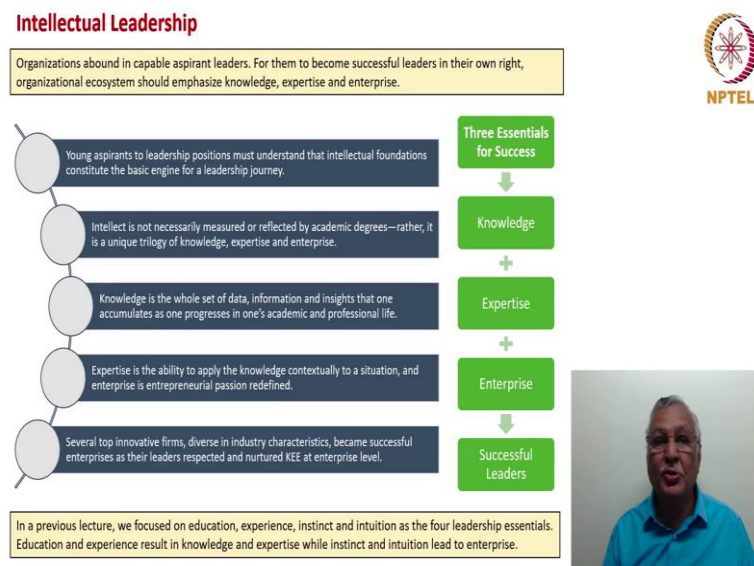 Intellectual Leadership
Organizations abound in capable aspirant leaders. For them to become successful leaders in their own right,
organizational ecosystem should emphasize knowledge, expertise and enterprise.
NPTEL
Young aspirants to leadership positions must understand that intellectual foundations
constitute the basic engine for a leadership journey.
Intellect is not necessarily measured or reflected by academic degrees—rather, it
is a unique trilogy of knowledge, expertise and enterprise.
Knowledge is the whole set of data, information and insights that one
accumulates as one progresses in one's academic and professional life.
Expertise is the ability to apply the knowledge contextually to a situation, and
enterprise is entrepreneurial passion redefined.
Several top innovative firms, diverse in industry characteristics, became successful
enterprises as their leaders respected and nurtured KEE at enterprise level.
Three Essentials
for Success
Knowledge
+
Expertise
+
Enterprise
Successful
Leaders
In a previous lecture, we focused on education, experience, instinct and intuition as the four leadership essentials.
Education and experience result in knowledge and expertise while instinct and intuition lead to enterprise.